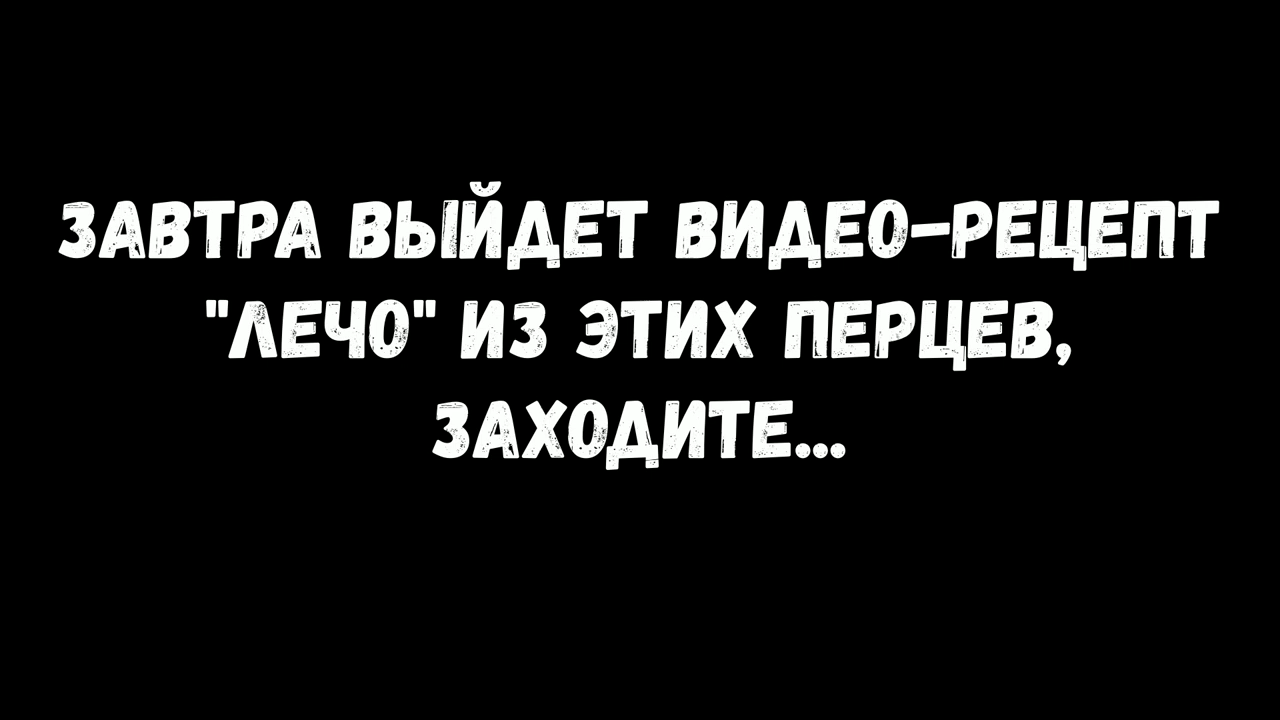 ЗАВТРА ВЫЙДЕТ ВИДЕО-РЕЦЕПТ
"ЛЕЧО" ИЗ ЭТИХ ПЕРЦЕВ,
ЗАХОДИТЕ...